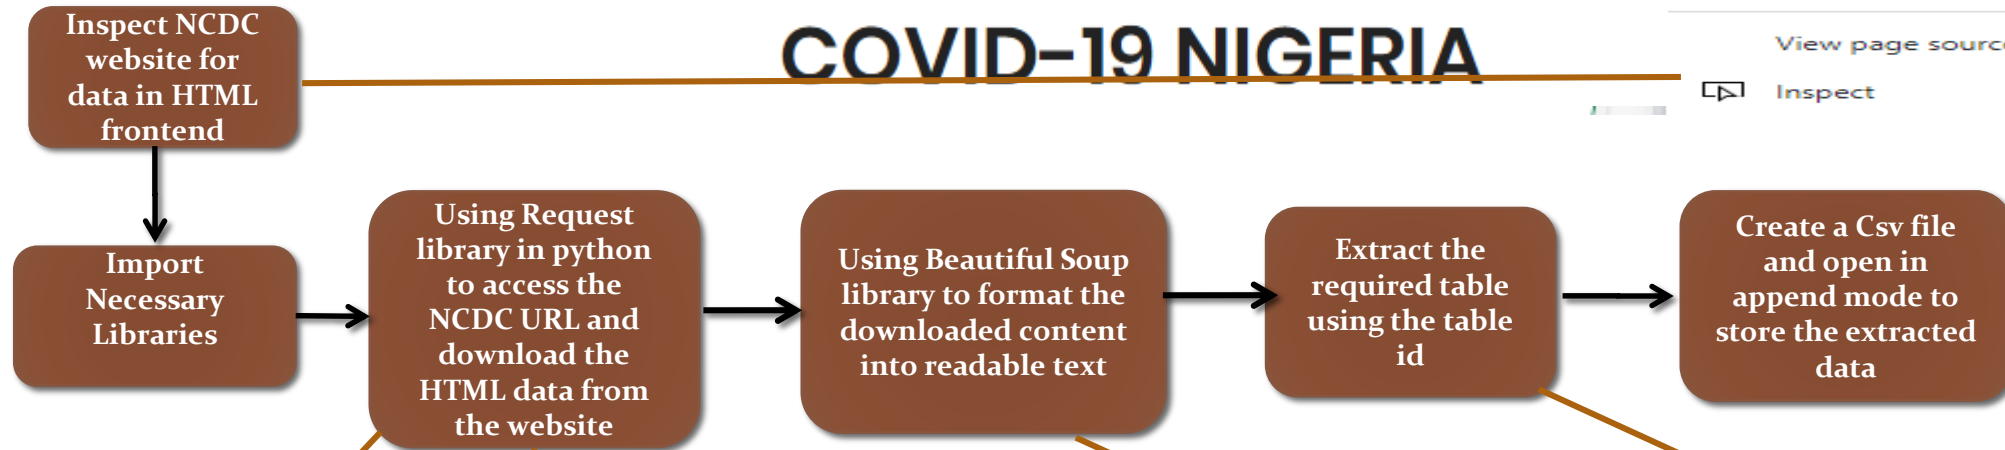 Inspect NCDC
website for
data in HTML
frontend
COVID-19 NIGERIA
View page source
Inspect
Import
Necessary
Libraries
Using Request
library in python
to access the
NCDC URL and
download the
HTML data from
the website
Using Beautiful Soup
library to format the
downloaded content
into readable text
Extract the
required table
using the table
id
Create a Csv file
and open in
append mode to
store the extracted
data